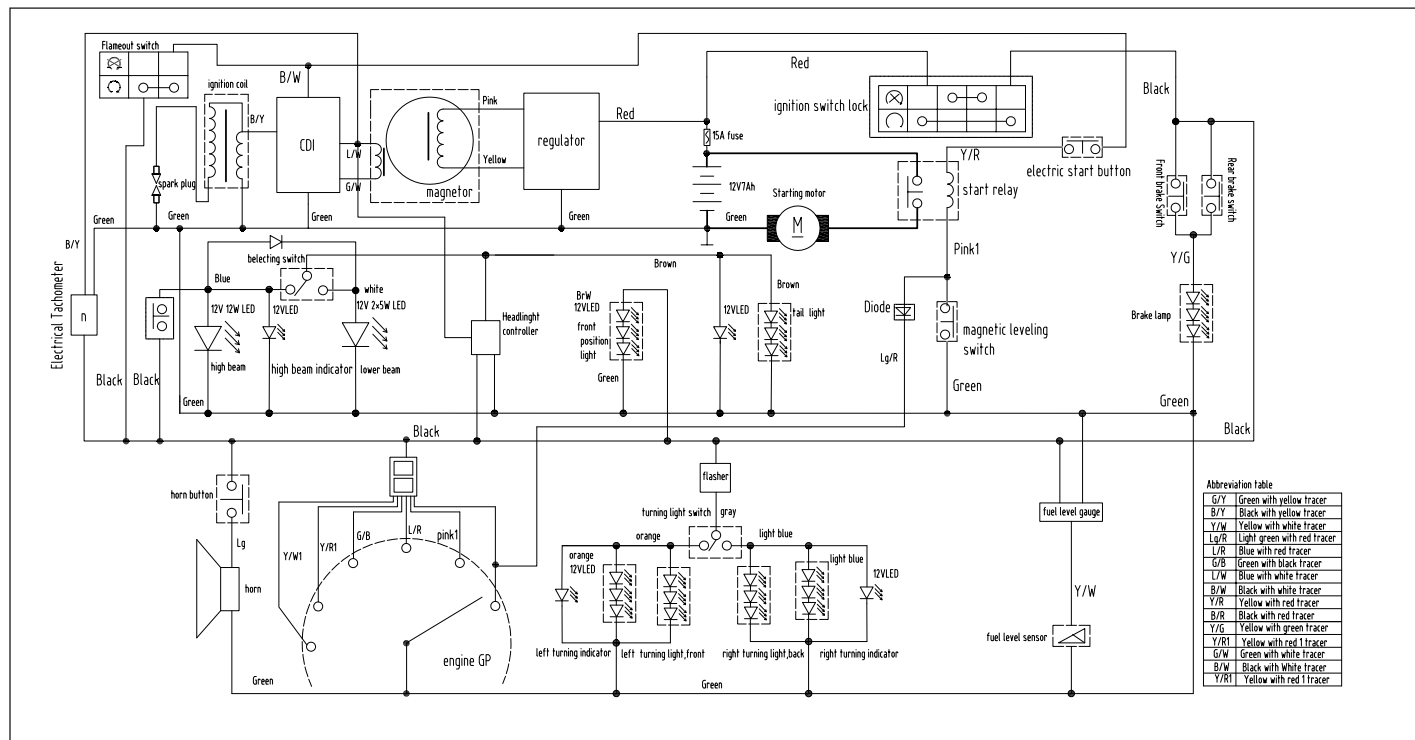 Flameout switch
ignition coil
B/Y
spark plug
Green
Green
B/Y
B/W
CDI
L/W
G/W
Green
Pink
Yellow
magnetor
regulator
Red
Green
15A fuse
12V7Ah
Green
Starting motor
M
Red
ignition switch lock
Y/R
electric start button
start relay
Pink1
Black
Front brake Switch
Rear brake switch
Y/G
Brake lamp
Green
Electrical Tachometer
n
Black
Black
belecting switch
Blue
white
12V 12W LED
12VLED
12V 2×5W LED
high beam
high beam indicator
lower beam
Green
Headlinght
controller
Brown
BrW
12VLED
front
position
light
Green
12VLED
Brown
tail light
Diode
Lg/R
magnetic leveling
switch
Green
Black
Black
horn button
Lg
horn
Green
Y/W1
Y/R1
G/B
L/R
pink1
engine GP
flasher
gray
turning light switch
orange
orange
12VLED
light blue
light blue
12VLED
left turning indicator
left turning light,front
right turning light,back
right turning indicator
Green
fuel level gauge
Y/W
fuel level sensor
Abbreviation table
G/Y Green with yellow tracer
B/Y Black with yellow tracer
Y/W Yellow with white tracer
Lg/R Light green with red tracer
L/R Blue with red tracer
G/B Green with black tracer
L/W Blue with white tracer
B/W Black with white tracer
Y/R Yellow with red tracer
B/R Black with red tracer
Y/G Yellow with green tracer
Y/R1 Yellow with red 1 tracer
G/W Green with white tracer
B/W Black with White tracer
Y/R1 Yellow with red 1 tracer